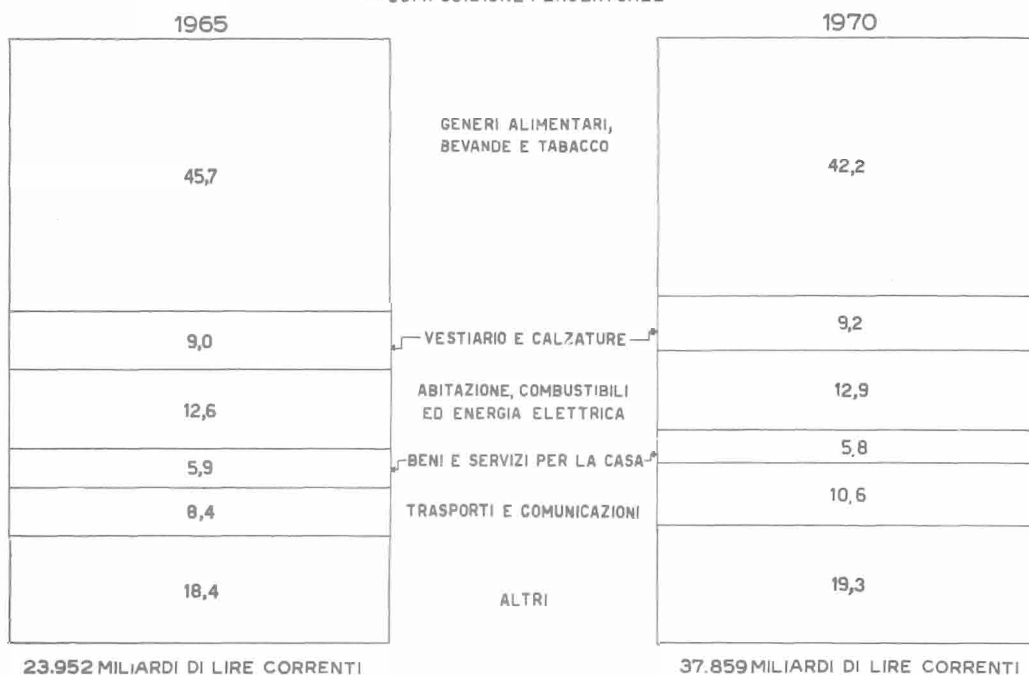 1965
1970
GENERI ALIMENTARI,
BEVANDE E TABACCO
45,7
42,2
9,0
VESTIARIO E CALZATURE
9,2
12,6
ABITAZIONE, COMBUSTIBILI
ED ENERGIA ELETTRICA
12,9
5,9
BENI E SERVIZI PER LA CASA
5,8
8,4
TRASPORTI E COMUNICAZIONI
10,6
18,4
ALTRI
19,3
23.952 MILIARDI DI LIRE CORRENTI
37.859 MILIARDI DI LIRE CORRENTI